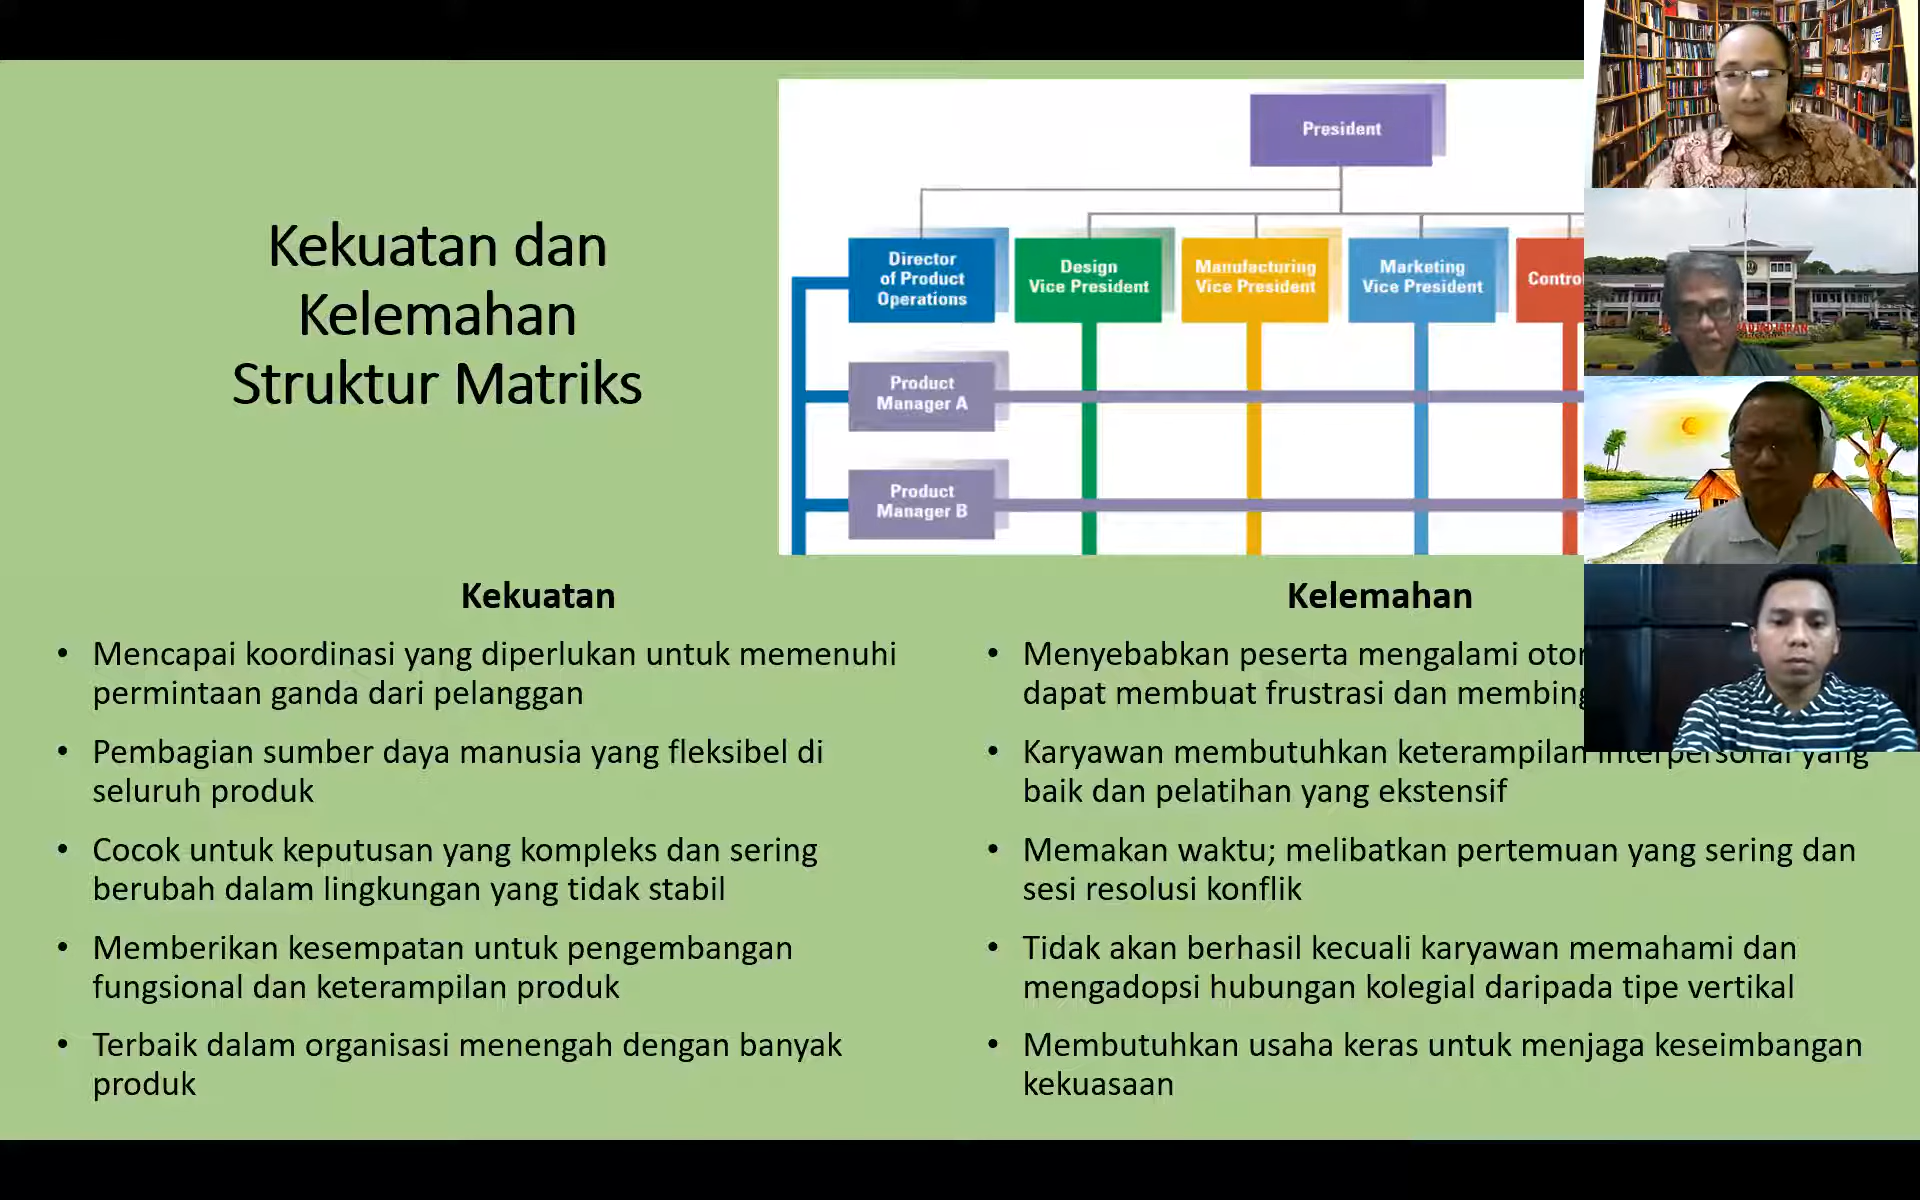 Kekuatan dan
Kelemahan
Struktur Matriks
President
Director
of Product
Operations
Design
Vice President
Manufacturing
Vice President
Marketing
Vice President
Product
Manager A
Product
Manager B
Kekuatan
• Mencapai koordinasi yang diperlukan untuk memenuhi
permintaan ganda dari pelanggan
• Pembagian sumber daya manusia yang fleksibel di
seluruh produk
• Cocok untuk keputusan yang kompleks dan sering
berubah dalam lingkungan yang tidak stabil
• Memberikan kesempatan untuk pengembangan
fungsional dan keterampilan produk
• Terbaik dalam organisasi menengah dengan banyak
produk
Kelemahan
• Menyebabkan peserta mengalami
dapat membuat frustrasi dan
• Karyawan membutuhkan keterampilan interpersonal yang
baik dan pelatihan yang ekstensif
• Memakan waktu; melibatkan pertemuan yang sering dan
sesi resolusi konflik
• Tidak akan berhasil kecuali karyawan memahami dan
mengadopsi hubungan kolegial daripada tipe vertikal
• Membutuhkan usaha keras untuk menjaga keseimbangan
kekuasaan